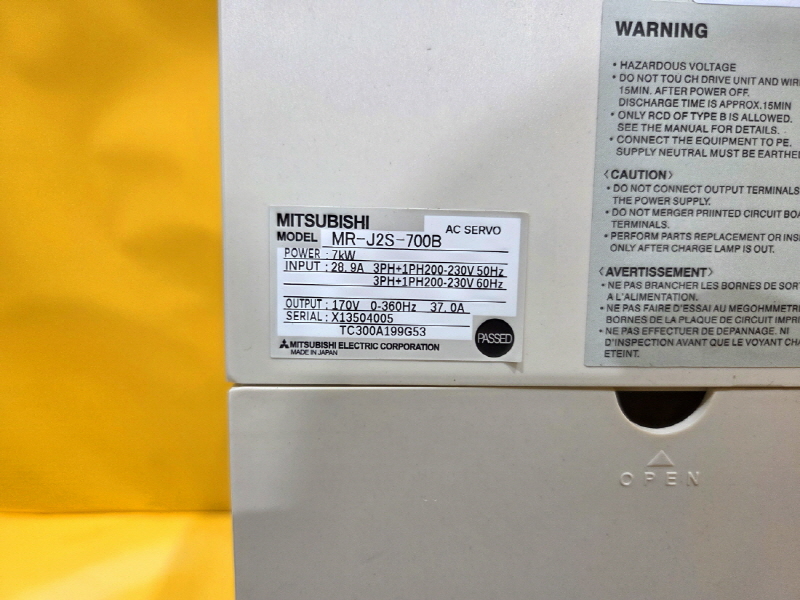 MITSUBISHI
AC SERVO
MODEL MR-J2S-700B
POWER : 7kW
INPUT : 28.9A 3PH+1PH200-230V 50Hz
3PH+1PH200-230V 60Hz
OUTPUT : 170V 0-360Hz 37.0A
SERIAL : X13504005
TC300A199G53
PASSED
MITSUBISHI ELECTRIC CORPORATION
MADE IN JAPAN
WARNING
• HAZARDOUS VOLTAGE
• DO NOT TOU CH DRIVE UNIT AND
15MIN. AFTER POWER OFF.
DISCHARGE TIME IS APPROX.15MIN
• ONLY RCD OF TYPE B IS ALLOWED.
SEE THE MANUAL FOR DETAILS.
• CONNECT THE EQUIPMENT TO PE.
SUPPLY NEUTRAL MUST BE EARTHE
〈CAUTION〉
• DO NOT CONNECT OUTPUT TERMINALS
THE POWER SUPPLY.
• DO NOT MERGER PRIINTED CIRCUIT BOA
TERMINALS.
• PERFORM PARTS REPLACEMENT OR INS
ONLY AFTER CHARGE LAMP IS OUT.
〈AVERTISSEMENT〉
• NE PAS BRANCHER LES BORNES DE SOR
A L'ALIMENTATION.
• NE PAS FAIRE D'ESSAI AU MEGOHMMETR
BORNES DE LA PLAQUE DE CIRCUIT IMPRI
• NE PAS EFFECTUER DE DEPANNAGE. NI
D'INSPECTION AVANT QUE LE VOYANT CHA
ETEINT.
OPEN